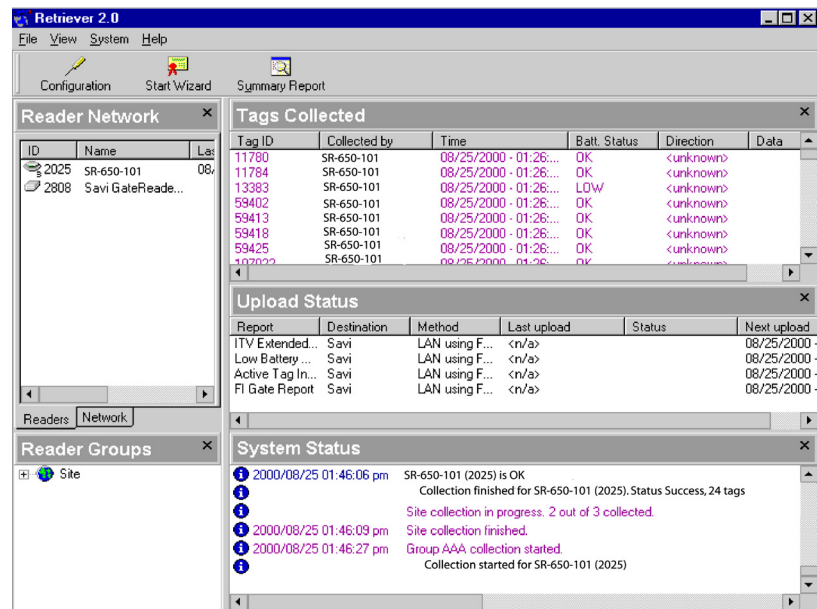 Retriever 2.0
File View System Help
Configuration Start Wizard Summary Report
Reader Network
ID Name Las
2025 SR-650-101 08/
2808 Savi GateReade...
Readers Network
Reader Groups
Site
Tags Collected
Tag ID Collected by Time Batt. Status Direction Data
11780 SR-650-101 08/25/2000 - 01:26:... OK <unknown>
11784 SR-650-101 08/25/2000 - 01:26:... OK <unknown>
13383 SR-650-101 08/25/2000 - 01:26:... LOW <unknown>
59402 SR-650-101 08/25/2000 - 01:26:... OK <unknown>
59413 SR-650-101 08/25/2000 - 01:26:... OK <unknown>
59418 SR-650-101 08/25/2000 - 01:26:... OK <unknown>
59425 SR-650-101 08/25/2000 - 01:26:... OK <unknown>
SR-650-101 08/25/2000 - 01:26:... OK <unknown>
Upload Status
Report Destination Method Last upload Status Next upload
ITV Extended... Savi LAN using F... <n/a> 08/25/2000 -
Low Battery ... Savi LAN using F... <n/a> 08/25/2000 -
Active Tag In... Savi LAN using F... <n/a> 08/25/2000 -
FI Gate Report Savi LAN using F... <n/a> 08/25/2000 -
System Status
2000/08/25 01:46:06 pm SR-650-101 (2025) is OK
Collection finished for SR-650-101 (2025). Status Success, 24 tags
Site collection in progress. 2 out of 3 collected.
2000/08/25 01:46:09 pm Site collection finished.
2000/08/25 01:46:27 pm Group AAA collection started.
Collection started for SR-650-101 (2025)